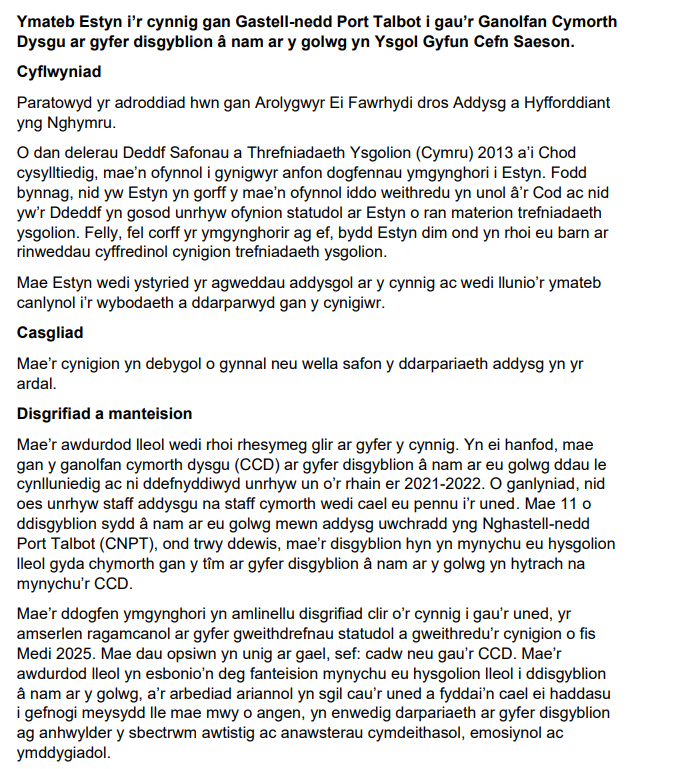 Ymateb Estyn i’r cynnig gan Gastell-nedd Port Talbot i gau’r Ganolfan Cymorth
Dysgu ar gyfer disgyblion â nam ar y golwg yn Ysgol Gyfun Cefn Saeson.
Cyflwyniad
Paratowyd yr adroddiad hwn gan Arolygwyr Ei Fawrhydi dros Addysg a Hyfforddiant
yng Nghymru.
O dan delerau Deddf Safonau a Threfniadaeth Ysgolion (Cymru) 2013 a’i Chod
cysylltiedig, mae’n ofynnol i gynigwyr anfon dogfennau ymgynghori i Estyn. Fodd
bynnag, nid yw Estyn yn gorff y mae’n ofynnol iddo weithredu yn unol â’r Cod ac nid
yw’r Ddeddf yn gosod unrhyw ofynion statudol ar Estyn o ran materion trefniadaeth
ysgolion. Felly, fel corff yr ymgynghorir ag ef, bydd Estyn dim ond yn rhoi eu barn ar
rinweddau cyffredinol cynigion trefniadaeth ysgolion.
Mae Estyn wedi ystyried yr agweddau addysgol ar y cynnig ac wedi llunio’r ymateb
canlynol i’r wybodaeth a ddarparwyd gan y cynigiwr.
Casgliad
Mae’r cynigion yn debygol o gynnal neu wella safon y ddarpariaeth addysg yn yr
ardal.
Disgrifiad a manteision
Mae’r awdurdod lleol wedi rhoi rhesymeg glir ar gyfer y cynnig. Yn ei hanfod, mae
gan y ganolfan cymorth dysgu (CCD) ar gyfer disgyblion â nam ar eu golwg ddau le
cynlluniedig ac ni ddefnyddiwyd unrhyw un o’r rhain er 2021-2022. O ganlyniad, nid
oes unrhyw staff addysgu na staff cymorth wedi cael eu pennu i’r uned. Mae 11 o
ddisgyblion sydd â nam ar eu golwg mewn addysg uwchradd yng Nghastell-nedd
Port Talbot (CNPT), ond trwy ddewis, mae’r disgyblion hyn yn mynychu eu hysgolion
lleol gyda chymorth gan y tîm ar gyfer disgyblion â nam ar y golwg yn hytrach na
mynychu’r CCD.
Mae’r ddogfen ymgynghori yn amlinellu disgrifiad clir o’r cynnig i gau’r uned, yr
amserlen ragamcanol ar gyfer gweithdrefnau statudol a gweithredu’r cynigion o fis
Medi 2025. Mae dau opsiwn yn unig ar gael, sef: cadw neu gau’r CCD. Mae’r
awdurdod lleol yn esbonio’n deg fanteision mynychu eu hysgolion lleol i ddisgyblion
â nam ar y golwg, a’r arbediad ariannol yn sgil cau’r uned a fyddai’n cael ei haddasu
i gefnogi meysydd lle mae mwy o angen, yn enwedig darpariaeth ar gyfer disgyblion
ag anhwylder y sbectrwm awtistig ac anawsterau cymdeithasol, emosiynol ac
ymddygiadol.